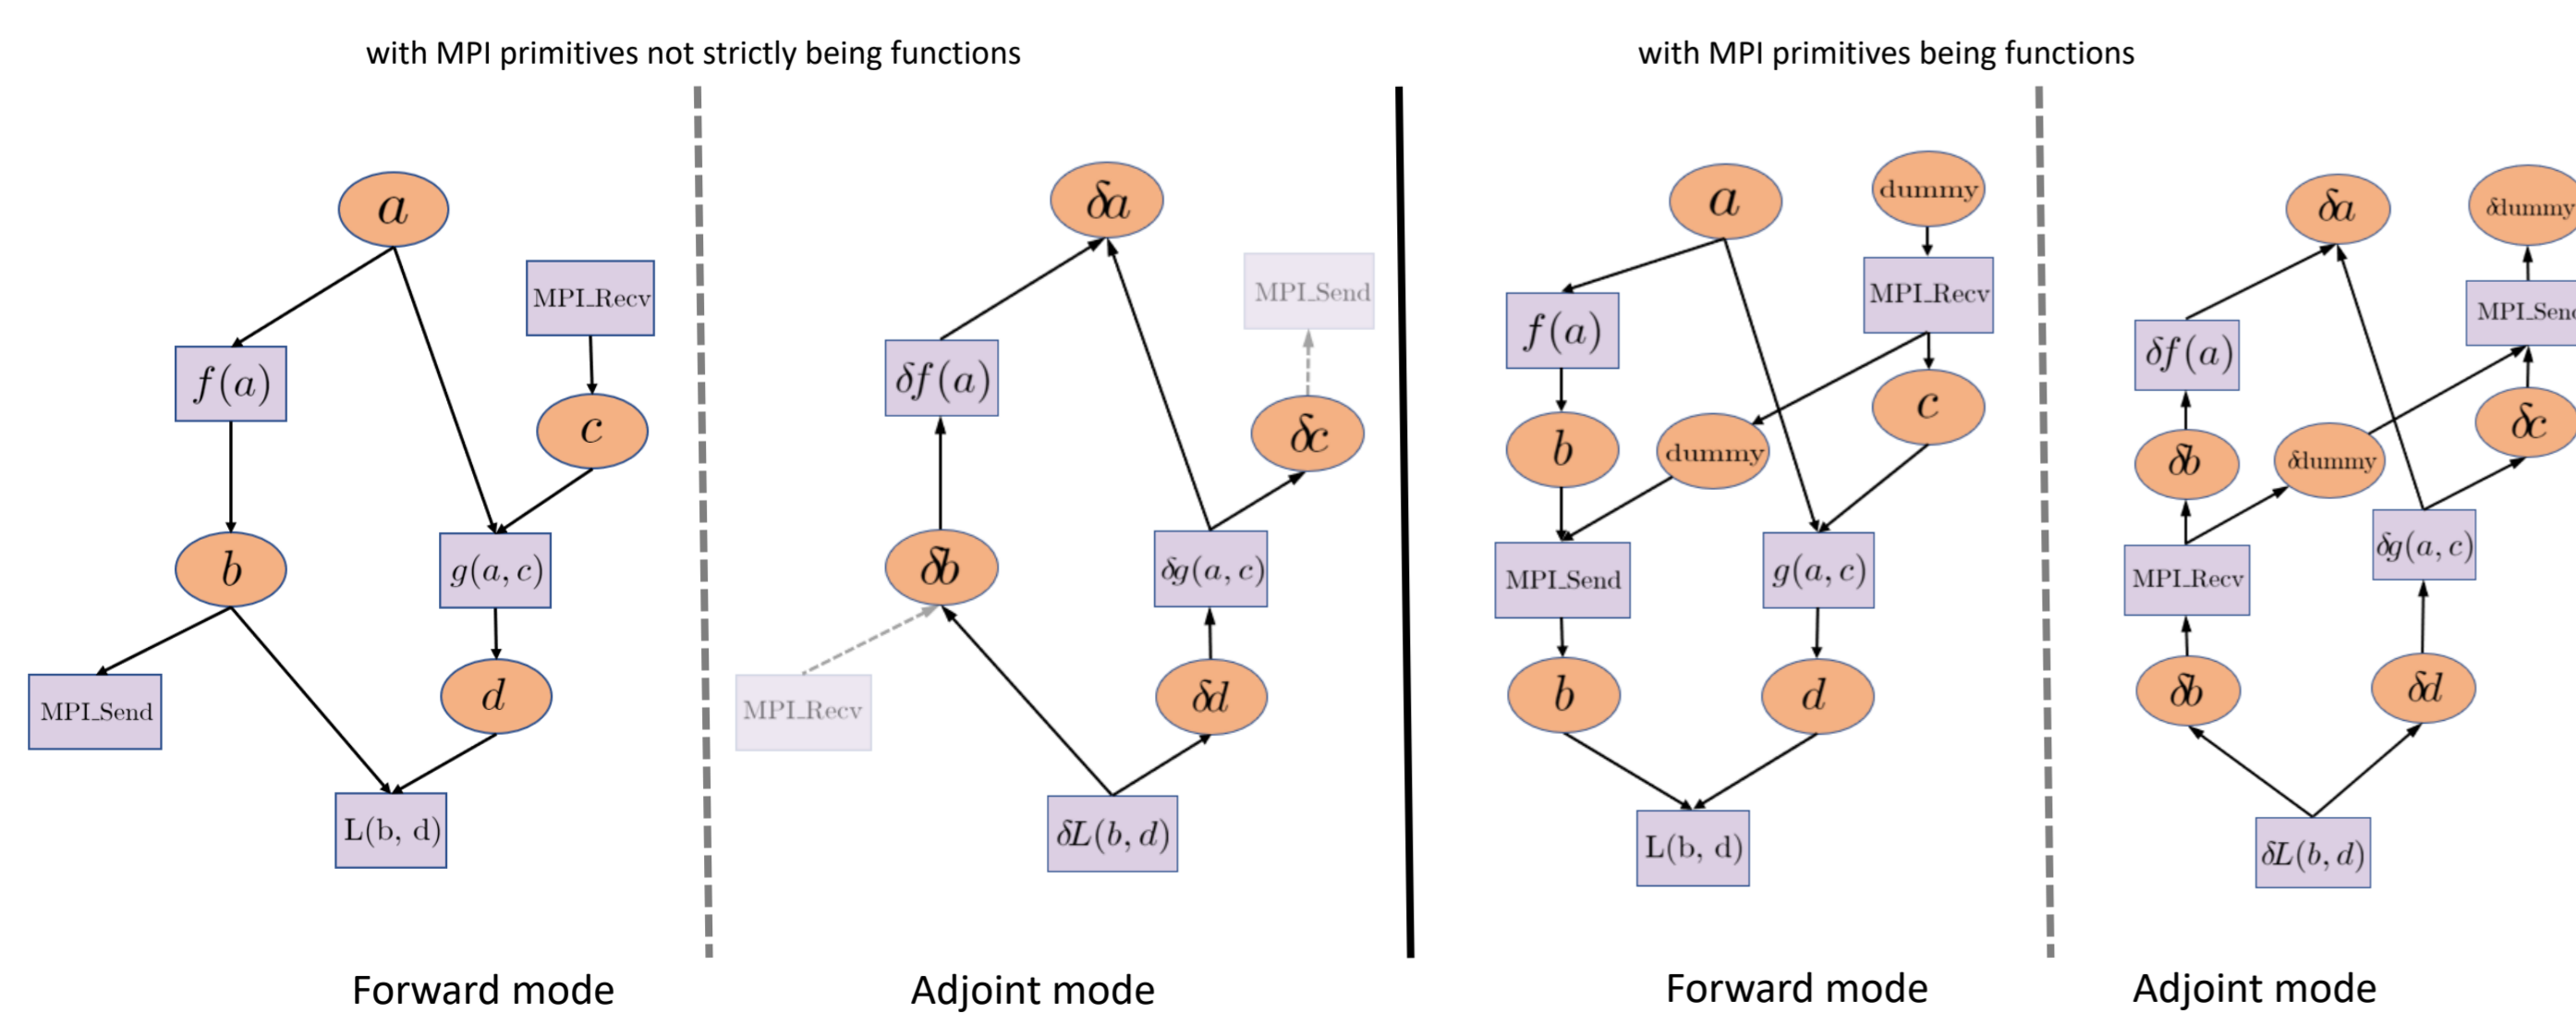 with MPI primitives not strictly being functions
a
MPI_Recv
f(a)
c
b
g(a, c)
MPI_Send
d
L(b, d)
Forward mode
δa
MPI_Send
δf(a)
δc
δb
δg(a, c)
MPI_Recv
δd
δL(b, d)
Adjoint mode
with MPI primitives being functions
a
dummy
MPI_Recv
f(a)
c
b
dummy
MPI_Send
g(a, c)
b
d
L(b, d)
Forward mode
δa
δdummy
MPI_Send
δf(a)
δc
δb
δdummy
δg(a, c)
MPI_Recv
δb
δd
δL(b, d)
Adjoint mode